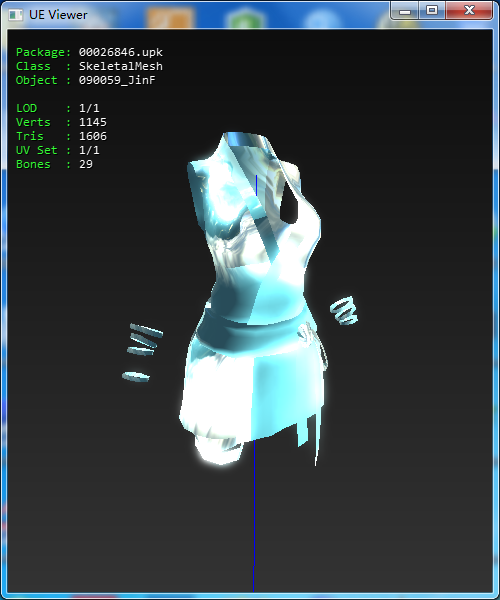 UE Viewer
Package: 00026846.upk
Class  : SkeletalMesh
Object : 090059_JinF
LOD    : 1/1
Verts  : 1145
Tris   : 1606
UV Set : 1/1
Bones  : 29